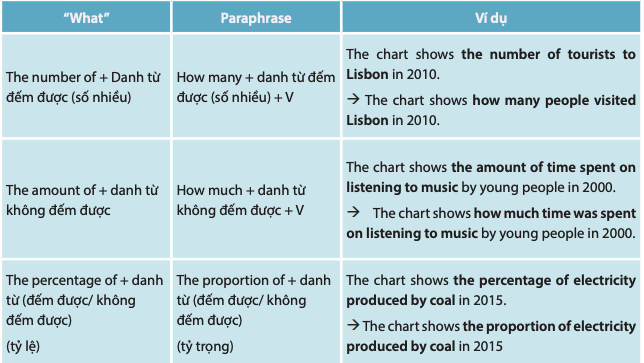 “What”
Paraphrase
Ví dụ
The number of + Danh từ
đếm được (số nhiều)
How many + danh từ đếm
được (số nhiều) + V
The chart shows the number of tourists to
Lisbon in 2010.
→ The chart shows how many people visited
Lisbon in 2010.
The amount of + danh từ
không đếm được
How much + danh từ
không đếm được + V
The chart shows the amount of time spent on
listening to music by young people in 2000.
→ The chart shows how much time was spent
on listening to music by young people in 2000.
The percentage of + danh
từ (đếm được/ không
đếm được)
(tỷ lệ)
The proportion of + danh
từ (đếm được/ không
đếm được)
(tỷ trọng)
The chart shows the percentage of electricity
produced by coal in 2015.
→ The chart shows the proportion of electricity
produced by coal in 2015